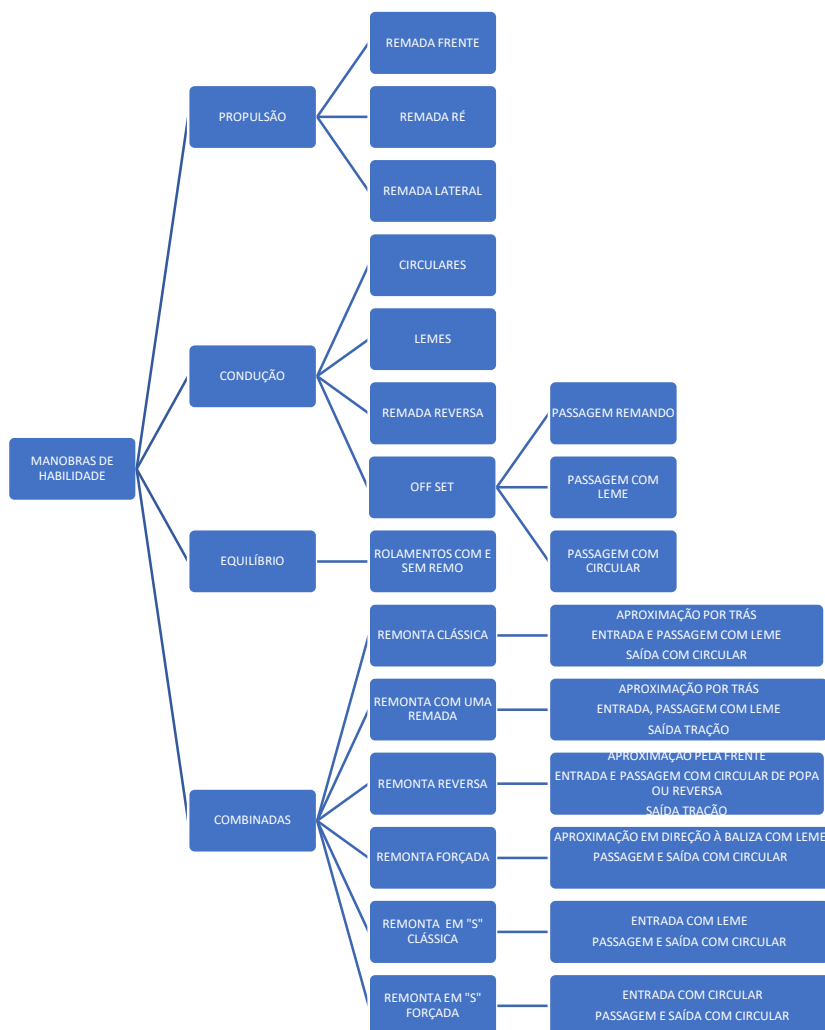 REMADA FRENTE
PROPULSÃO
REMADA RÉ
REMADA LATERAL
CIRCULARES
LEMES
CONDUÇÃO
REMADA REVERSA
PASSAGEM REMANDO
MANOBRAS DE
HABILIDADE
OFF SET
PASSAGEM COM
LEME
EQUILÍBRIO
ROLAMENTOS COM E
SEM REMO
PASSAGEM COM
CIRCULAR
REMONTA CLÁSSICA
APROXIMAÇÃO POR TRÁS
ENTRADA E PASSAGEM COM LEME
SAÍDA COM CIRCULAR
REMONTA COM UMA
REMADA
APROXIMAÇÃO POR TRÁS
ENTRADA, PASSAGEM COM LEME
SAÍDA TRAÇÃO
REMONTA REVERSA
APROXIMAÇÃO PELA FRENTE
ENTRADA E PASSAGEM COM CIRCULAR DE POPA
OU REVERSA
SAÍDA TRAÇÃO
COMBINADAS
REMONTA FORÇADA
APROXIMAÇÃO EM DIREÇÃO À BALIZA COM LEME
PASSAGEM E SAÍDA COM CIRCULAR
REMONTA EM "S"
CLÁSSICA
ENTRADA COM LEME
PASSAGEM E SAÍDA COM CIRCULAR
REMONTA EM "S"
FORÇADA
ENTRADA COM CIRCULAR
PASSAGEM E SAÍDA COM CIRCULAR